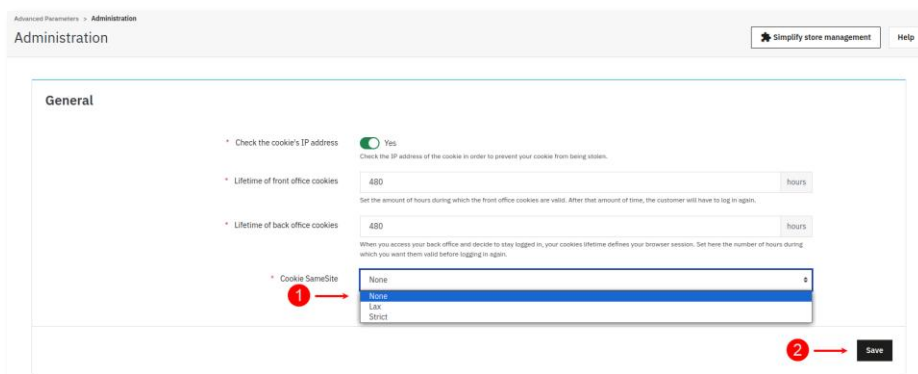 Advanced Parameters > Administration
Administration
Simplify store management
Help
General
* Check the cookie's IP address
Yes
Check the IP address of the cookie in order to prevent your cookie from being stolen.
* Lifetime of front office cookies
480
hours
Set the amount of hours during which the front office cookies are valid. After that amount of time, the customer will have to log in again.
* Lifetime of back office cookies
480
hours
When you access your back office and decide to stay logged in, your cookies lifetime defines your browser session. Set here the number of hours during
which you want them valid before logging in again.
* Cookie SameSite
None
1
None
Lax
Strict
2
Save